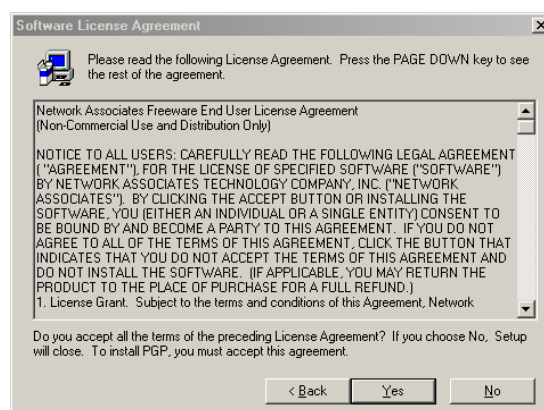 Software License Agreement
Please read the following License Agreement. Press the PAGE DOWN key to see
the rest of the agreement.
Network Associates Freeware End User License Agreement
(Non-Commercial Use and Distribution Only)
NOTICE TO ALL USERS: CAREFULLY READ THE FOLLOWING LEGAL AGREEMENT
( "AGREEMENT"), FOR THE LICENSE OF SPECIFIED SOFTWARE ("SOFTWARE")
BY NETWORK ASSOCIATES TECHNOLOGY COMPANY, INC. ("NETWORK
ASSOCIATES"). BY CLICKING THE ACCEPT BUTTON OR INSTALLING THE
SOFTWARE, YOU (EITHER AN INDIVIDUAL OR A SINGLE ENTITY) CONSENT TO
BE BOUND BY AND BECOME A PARTY TO THIS AGREEMENT. IF YOU DO NOT
AGREE TO ALL OF THE TERMS OF THIS AGREEMENT, CLICK THE BUTTON THAT
INDICATES THAT YOU DO NOT ACCEPT THE TERMS OF THIS AGREEMENT AND
DO NOT INSTALL THE SOFTWARE. (IF APPLICABLE, YOU MAY RETURN THE
PRODUCT TO THE PLACE OF PURCHASE FOR A FULL REFUND.)
1. License Grant. Subject to the terms and conditions of this Agreement, Network
Do you accept all the terms of the preceding License Agreement? If you choose No, Setup
will close. To install PGP, you must accept this agreement.
< Back Yes No